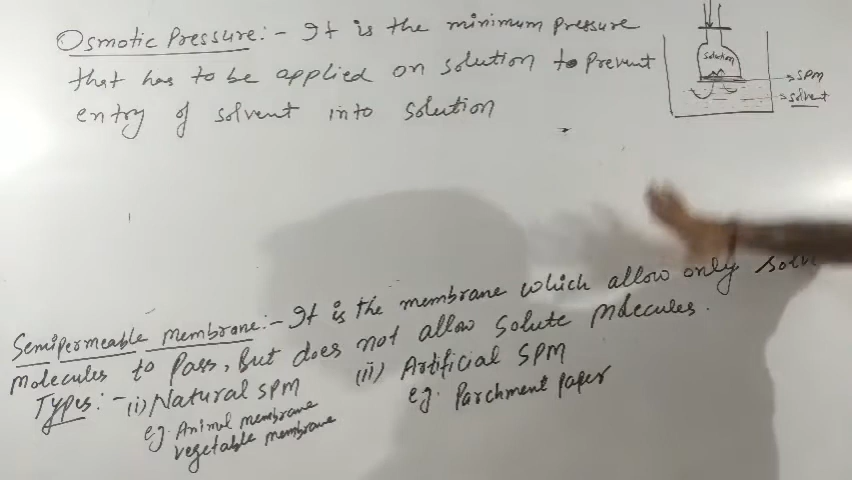 Osmotic Pressure:- It is the minimum pressure
that has to be applied on solution to Prevent
entry of solvent into solution
Solution
SPM
solvent
Semipermeable membrane:- It is the membrane which allow only
molecules to Pass, But does not allow Solute molecules.
Types:- (i) Natural SPM (ii) Artificial SPM
eg. Animal membrane eg. Parchment paper
vegetable membrane